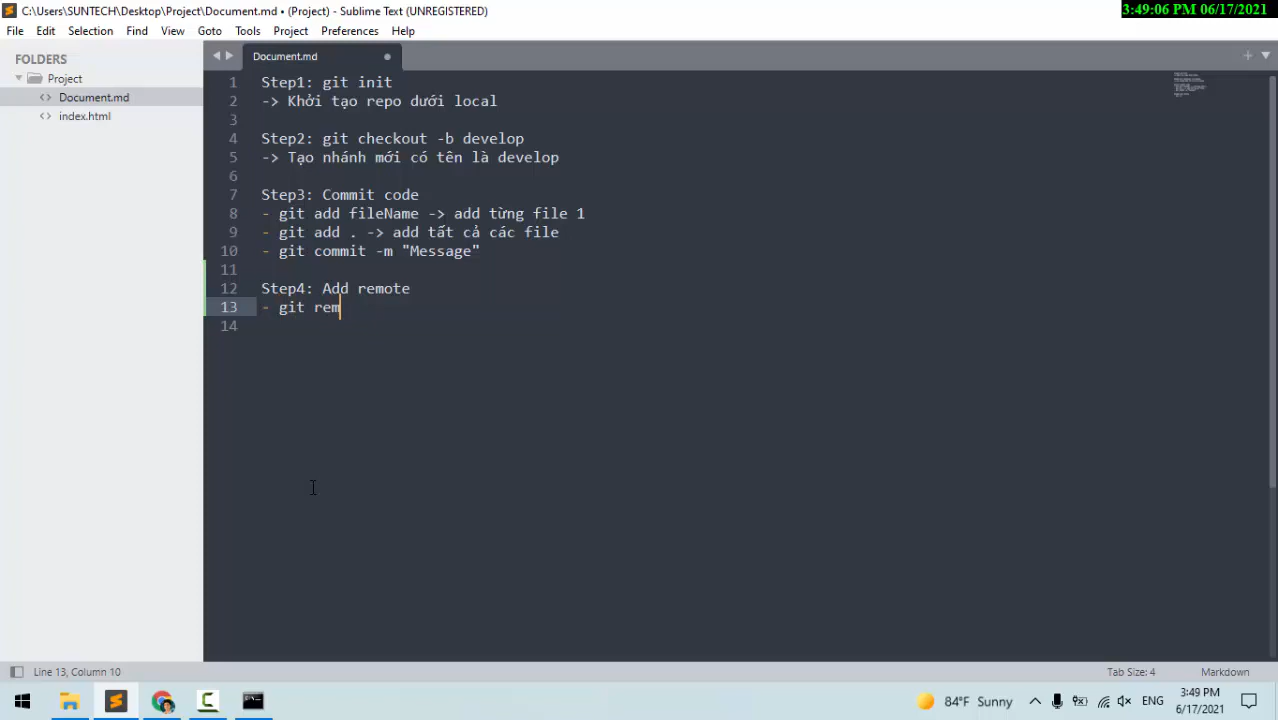 C:\Users\SUNTECH\Desktop\Project\Document.md • (Project) - Sublime Text (UNREGISTERED)
3:49:06 PM 06/17/2021
File Edit Selection Find View Goto Tools Project Preferences Help
FOLDERS
Project
Document.md
index.html
Document.md
1 Step1: git init
2 -> Khởi tạo repo dưới local
3
4 Step2: git checkout -b develop
5 -> Tạo nhánh mới có tên là develop
6
7 Step3: Commit code
8 - git add fileName -> add từng file 1
9 - git add . -> add tất cả các file
10 - git commit -m "Message"
11
12 Step4: Add remote
13 - git rem
14
Line 13, Column 10
Tab Size: 4
Markdown
84°F Sunny
ENG
3:49 PM
6/17/2021